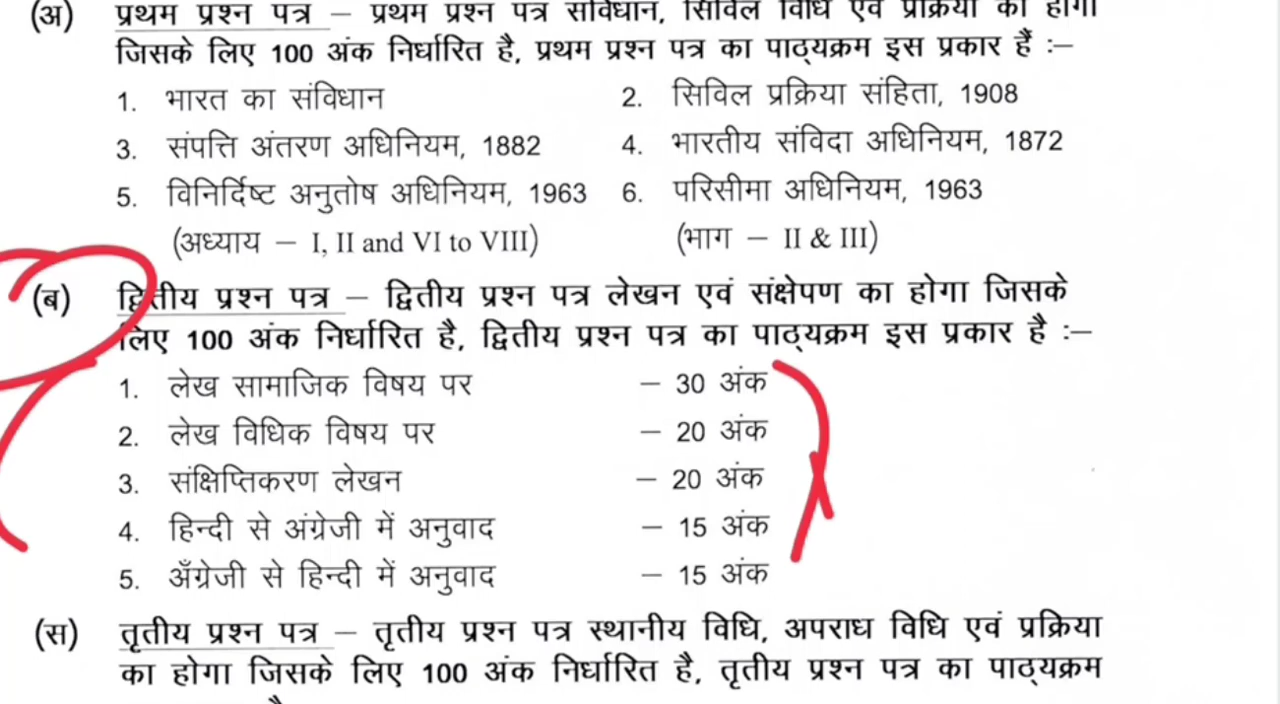 (अ) प्रथम प्रश्न पत्र – प्रथम प्रश्न पत्र संविधान, सिविल विधि एवं प्रक्रिया का होगा
जिसके लिए 100 अंक निर्धारित है, प्रथम प्रश्न पत्र का पाठ्यक्रम इस प्रकार हैं :–
1. भारत का संविधान 2. सिविल प्रक्रिया संहिता, 1908
3. संपत्ति अंतरण अधिनियम, 1882 4. भारतीय संविदा अधिनियम, 1872
5. विनिर्दिष्ट अनुतोष अधिनियम, 1963 6. परिसीमा अधिनियम, 1963
(अध्याय – I, II and VI to VIII) (भाग – II & III)
(ब) द्वितीय प्रश्न पत्र – द्वितीय प्रश्न पत्र लेखन एवं संक्षेपण का होगा जिसके
लिए 100 अंक निर्धारित है, द्वितीय प्रश्न पत्र का पाठ्यक्रम इस प्रकार है :–
1. लेख सामाजिक विषय पर – 30 अंक
2. लेख विधिक विषय पर – 20 अंक
3. संक्षिप्तिकरण लेखन – 20 अंक
4. हिन्दी से अंग्रेजी में अनुवाद – 15 अंक
5. अँग्रेजी से हिन्दी में अनुवाद – 15 अंक
(स) तृतीय प्रश्न पत्र – तृतीय प्रश्न पत्र स्थानीय विधि, अपराध विधि एवं प्रक्रिया
का होगा जिसके लिए 100 अंक निर्धारित है, तृतीय प्रश्न पत्र का पाठ्यक्रम